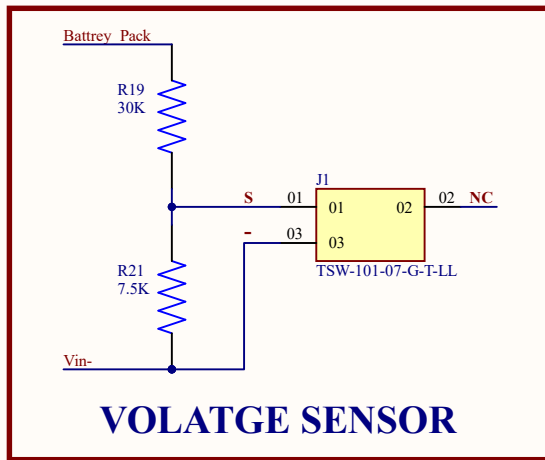 Battrey Pack
R19
30K
J1
S 01 01 02 02 NC
- 03 03
TSW-101-07-G-T-LL
R21
7.5K
Vin-
VOLATGE SENSOR